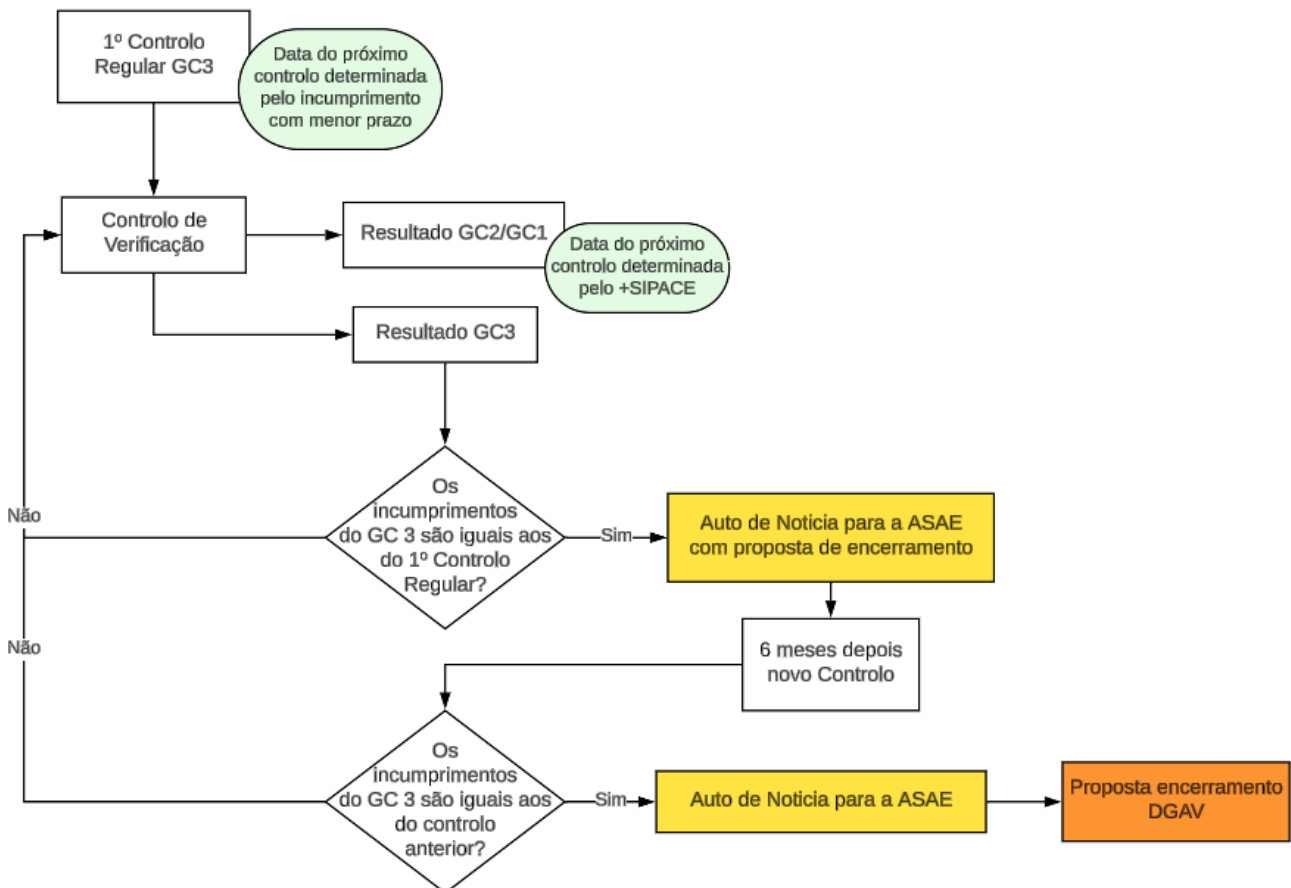 1º Controlo
Regular GC3
Data do próximo
controlo determinada
pelo incumprimento
com menor prazo
Controlo de
Verificação
Resultado GC2/GC1
Data do próximo
controlo determinada
pelo +SIPACE
Resultado GC3
Os
incumprimentos
do GC 3 são iguais aos
do 1º Controlo
Regular?
Não
Sim
Auto de Noticia para a ASAE
com proposta de encerramento
6 meses depois
novo Controlo
Não
Os
incumprimentos
do GC 3 são iguais aos
do controlo
anterior?
Sim
Auto de Noticia para a ASAE
Proposta encerramento
DGAV